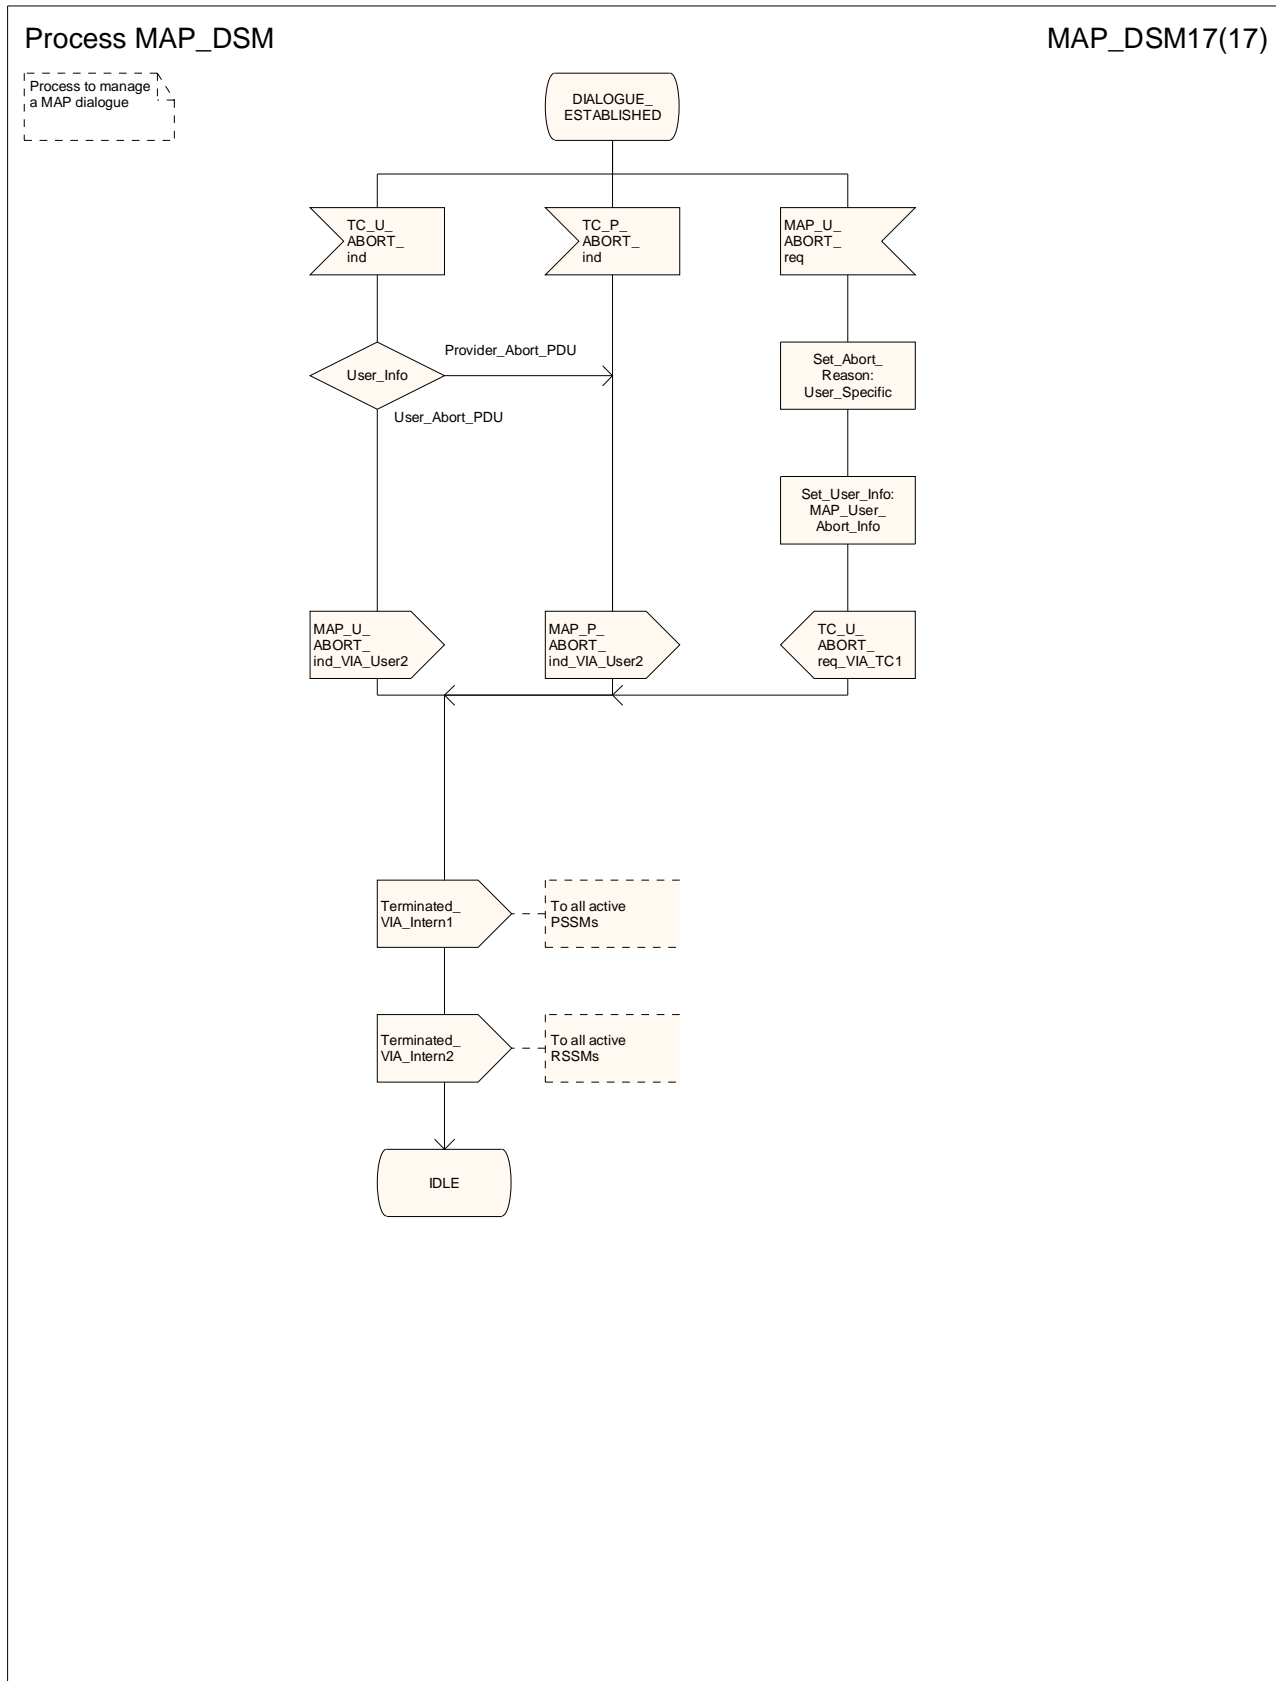 Process MAP_DSM
MAP_DSM17(17)
Process to manage
a MAP dialogue
DIALOGUE_
ESTABLISHED
TC_U_
ABORT_
ind
TC_P_
ABORT_
ind
MAP_U_
ABORT_
req
User_Info
Provider_Abort_PDU
User_Abort_PDU
Set_Abort_
Reason:
User_Specific
Set_User_Info:
MAP_User_
Abort_Info
MAP_U_
ABORT_
ind_VIA_User2
MAP_P_
ABORT_
ind_VIA_User2
TC_U_
ABORT_
req_VIA_TC1
Terminated_
VIA_Intern1
To all active
PSSMs
Terminated_
VIA_Intern2
To all active
RSSMs
IDLE